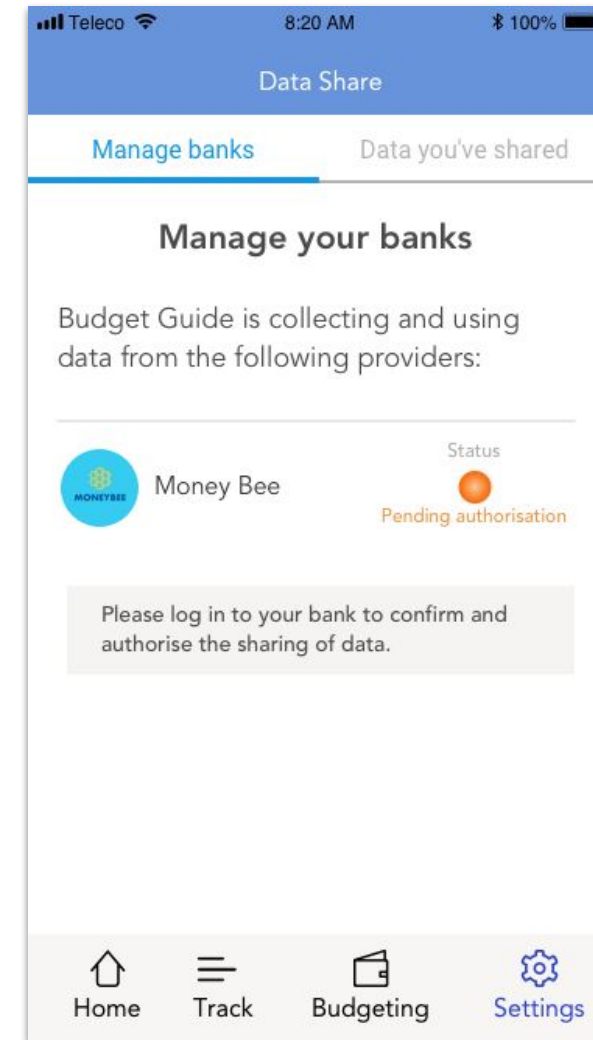 Teleco 8:20 AM 100%
Data Share
Manage banks Data you've shared
Manage your banks
Budget Guide is collecting and using
data from the following providers:
Status
MONEYBEE Money Bee
Pending authorisation
Please log in to your bank to confirm and
authorise the sharing of data.
Home Track Budgeting Settings